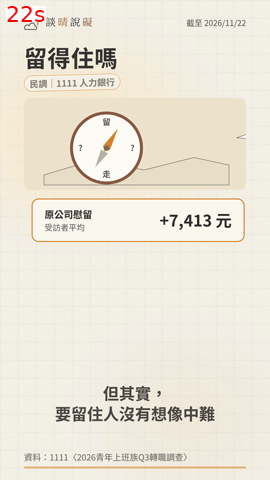 22s
談晴說礙
截至 2026/11/22
留得住嗎
民調｜1111 人力銀行
留
?
?
走
原公司慰留
受訪者平均
+7,413 元
但其實，
要留住人沒有想像中難
資料：1111〈2026青年上班族Q3轉職調查〉